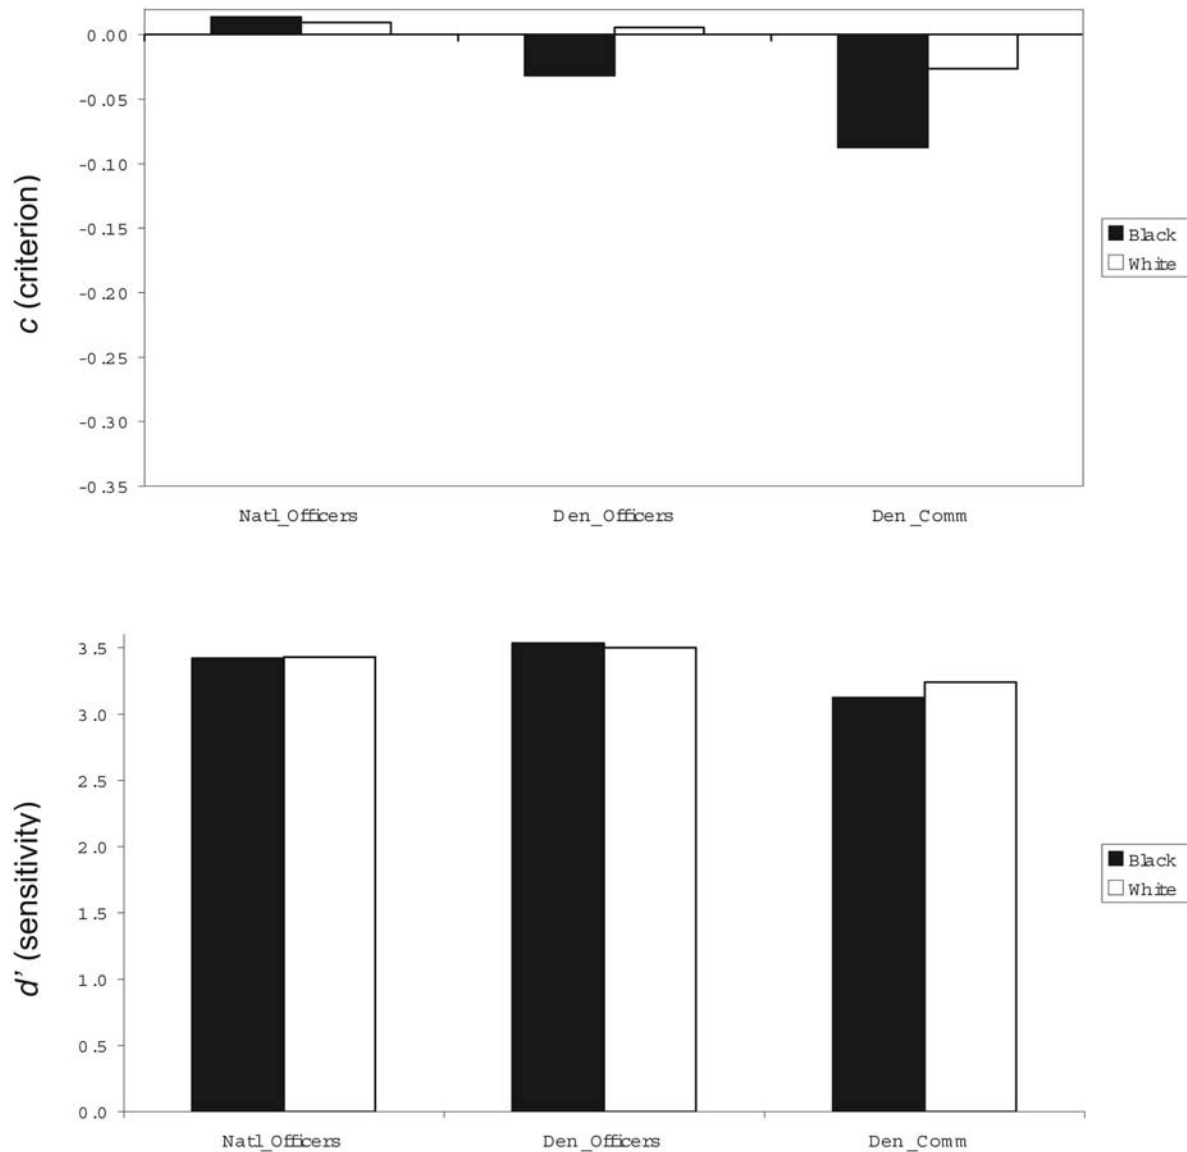 c (criterion)
0.00
-0.05
-0.10
-0.15
-0.20
-0.25
-0.30
-0.35
Natl_Officers
Den_Officers
Den_Comm
Black
White
d' (sensitivity)
3.5
3.0
2.5
2.0
1.5
1.0
0.5
0.0
Natl_Officers
Den_Officers
Den_Comm
Black
White